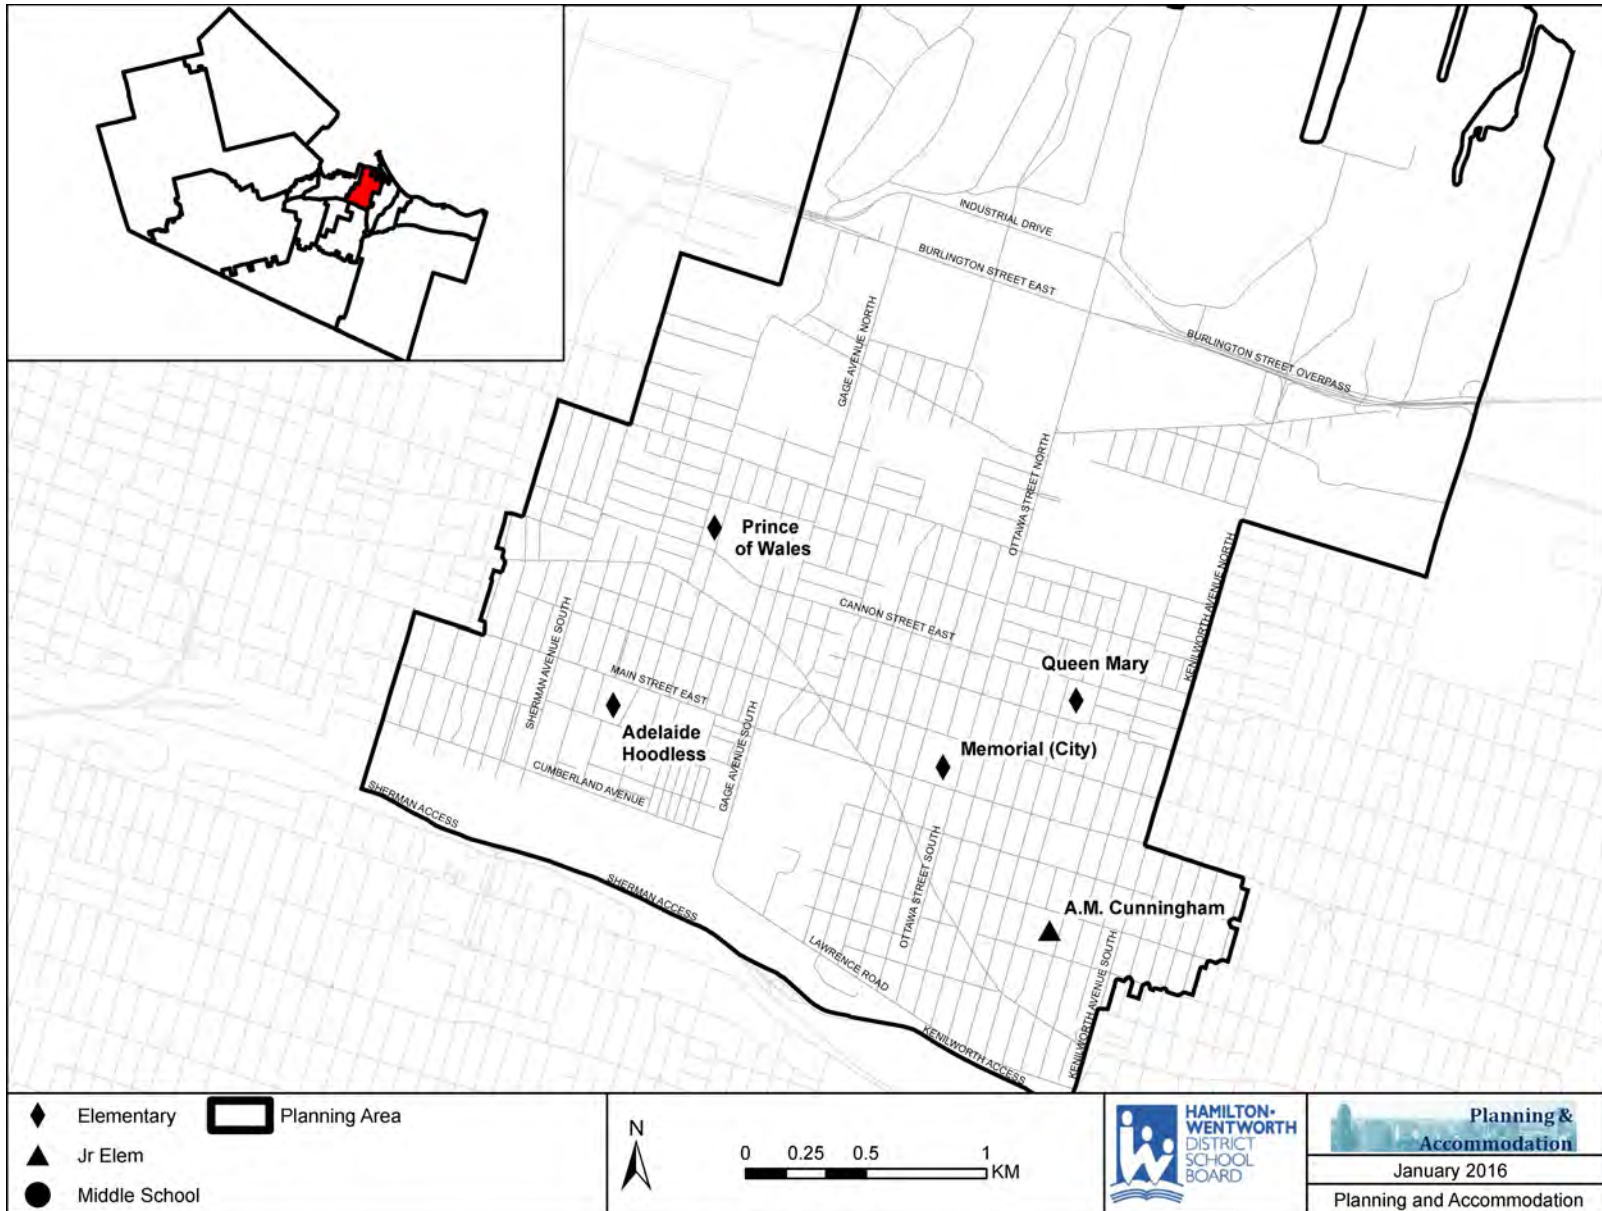 INDUSTRIAL DRIVE
BURLINGTON STREET EAST
BURLINGTON STREET OVERPASS
GAGE AVENUE NORTH
OTTAWA STREET NORTH
KENILWORTH AVENUE NORTH
Prince
of Wales
CANNON STREET EAST
SHERMAN AVENUE SOUTH
MAIN STREET EAST
Queen Mary
Adelaide
Hoodless
GAGE AVENUE SOUTH
Memorial (City)
CUMBERLAND AVENUE
SHERMAN ACCESS
SHERMAN ACCESS
OTTAWA STREET SOUTH
A.M. Cunningham
LAWRENCE ROAD
KENILWORTH AVENUE SOUTH
KENILWORTH ACCESS
Elementary
Planning Area
Jr Elem
Middle School
N
0 0.25 0.5 1
KM
HAMILTON-
WENTWORTH
DISTRICT
SCHOOL
BOARD
Planning &
Accommodation
January 2016
Planning and Accommodation